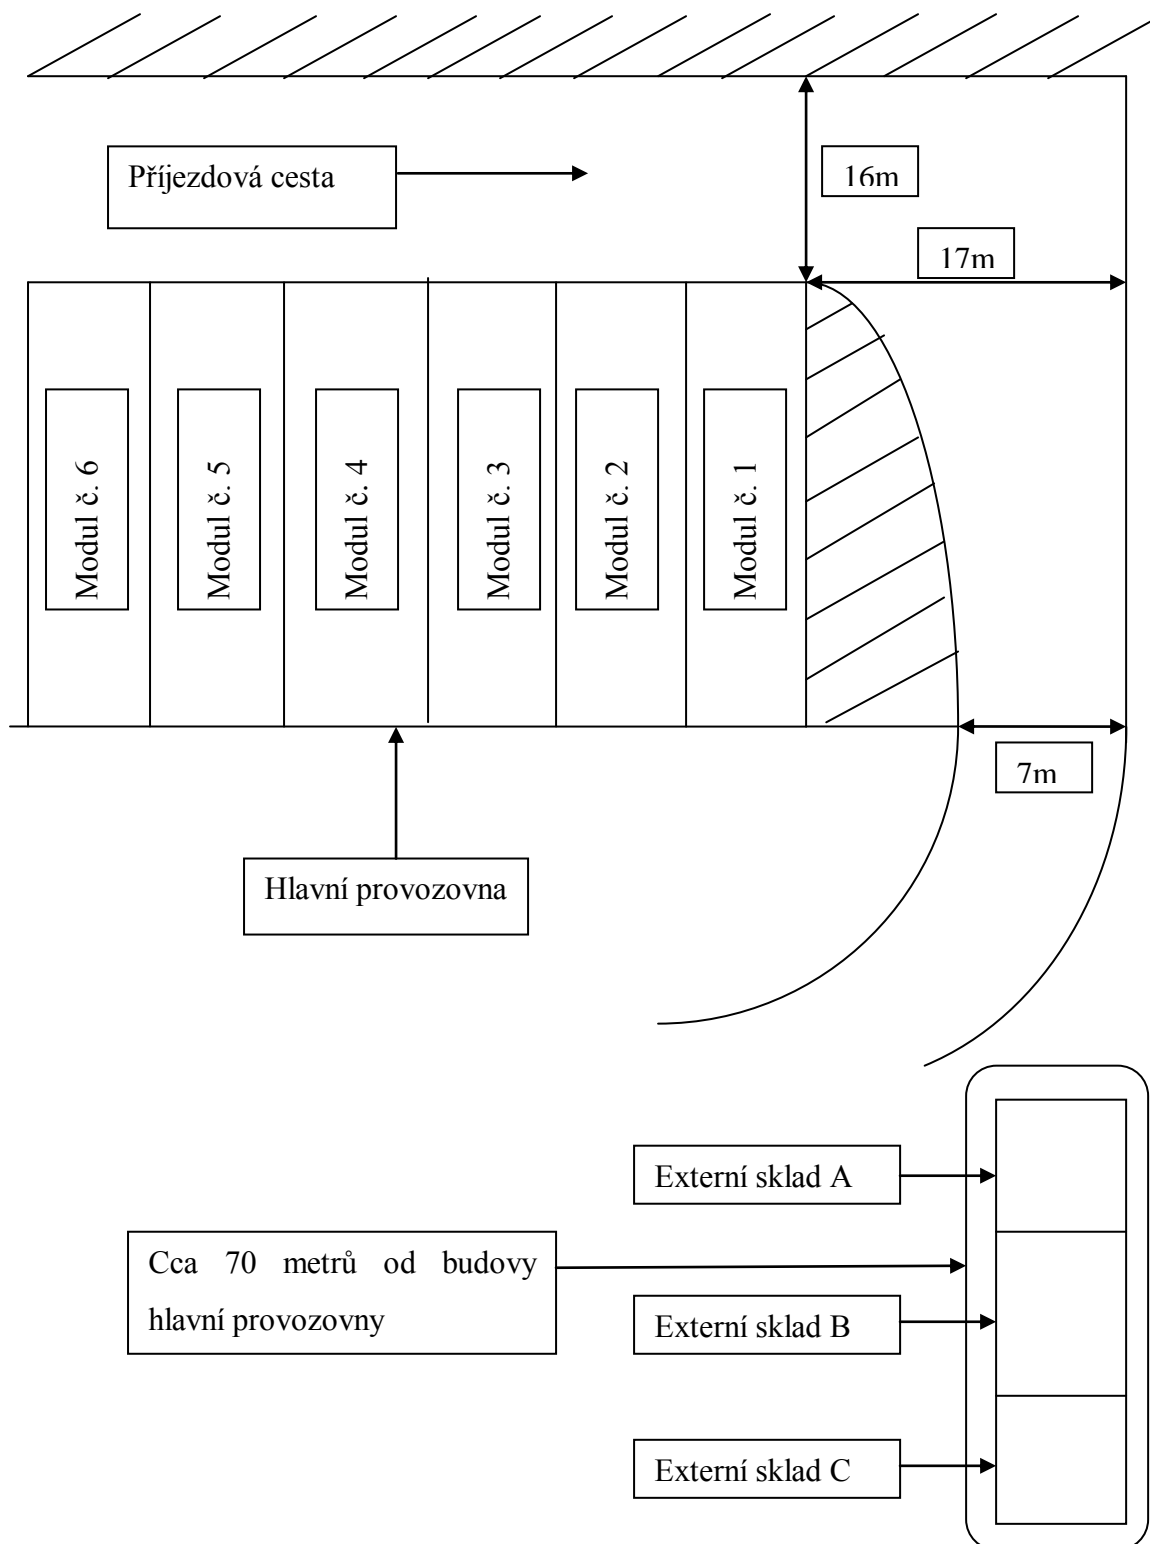 Příjezdová cesta
16m
17m
Modul č. 6
Modul č. 5
Modul č. 4
Modul č. 3
Modul č. 2
Modul č. 1
7m
Hlavní provozovna
Externí sklad A
Cca 70 metrů od budovy
hlavní provozovny
Externí sklad B
Externí sklad C